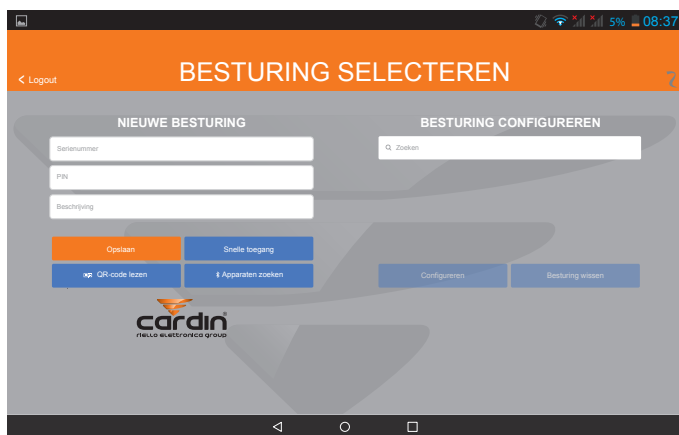 5% 08:37
< Logout
BESTURING SELECTEREN
NIEUWE BESTURING
Serienummer
PIN
Beschrijving
Opslaan
Snelle toegang
QR-code lezen
Apparaten zoeken
cardin
riello elettronica group
BESTURING CONFIGUREREN
Zoeken
Configureren
Besturing wissen